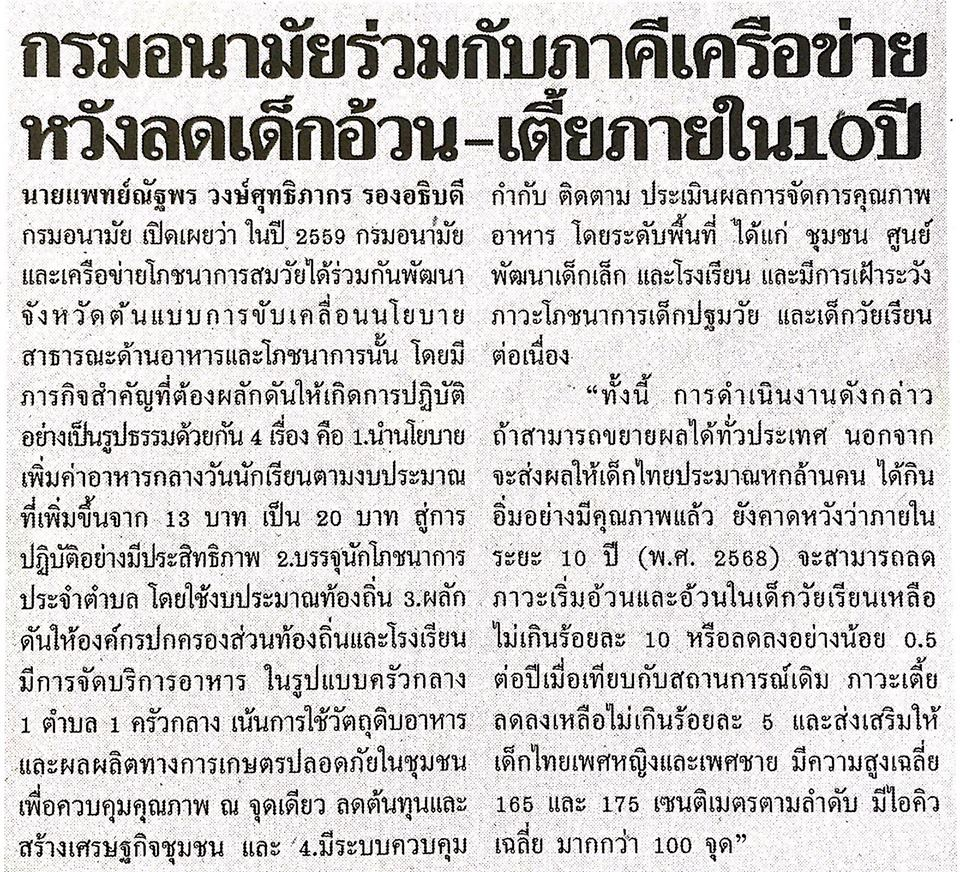 กรมอนามัยร่วมกับภาคีเครือข่าย
หวังลดเด็กอ้วน-เตี้ยภายใน10ปี
นายแพทย์ณัฐพร วงษ์ศุทธิภากร รองอธิบดี
กรมอนามัย เปิดเผยว่า ในปี 2559 กรมอนามัย
และเครือข่ายโภชนาการสมวัยได้ร่วมกันพัฒนา
จังหวัดต้นแบบการขับเคลื่อนนโยบาย
สาธารณะด้านอาหารและโภชนาการนั้น โดยมี
ภารกิจสำคัญที่ต้องผลักดันให้เกิดการปฏิบัติ
อย่างเป็นรูปธรรมด้วยกัน 4 เรื่อง คือ 1.นำนโยบาย
เพิ่มค่าอาหารกลางวันนักเรียนตามงบประมาณ
ที่เพิ่มขึ้นจาก 13 บาท เป็น 20 บาท สู่การ
ปฏิบัติอย่างมีประสิทธิภาพ 2.บรรจุนักโภชนาการ
ประจำตำบล โดยใช้งบประมาณท้องถิ่น 3.ผลัก
ดันให้องค์กรปกครองส่วนท้องถิ่นและโรงเรียน
มีการจัดบริการอาหาร ในรูปแบบครัวกลาง
1 ตำบล 1 ครัวกลาง เน้นการใช้วัตถุดิบอาหาร
และผลผลิตทางการเกษตรปลอดภัยในชุมชน
เพื่อควบคุมคุณภาพ ณ จุดเดียว ลดต้นทุนและ
สร้างเศรษฐกิจชุมชน และ 4.มีระบบควบคุม
กำกับ ติดตาม ประเมินผลการจัดการคุณภาพ
อาหาร โดยระดับพื้นที่ ได้แก่ ชุมชน ศูนย์
พัฒนาเด็กเล็ก และโรงเรียน และมีการเฝ้าระวัง
ภาวะโภชนาการเด็กปฐมวัย และเด็กวัยเรียน
ต่อเนื่อง
“ทั้งนี้ การดำเนินงานดังกล่าว
ถ้าสามารถขยายผลได้ทั่วประเทศ นอกจาก
จะส่งผลให้เด็กไทยประมาณหกล้านคน ได้กิน
อิ่มอย่างมีคุณภาพแล้ว ยังคาดหวังว่าภายใน
ระยะ 10 ปี (พ.ศ. 2568) จะสามารถลด
ภาวะเริ่มอ้วนและอ้วนในเด็กวัยเรียนเหลือ
ไม่เกินร้อยละ 10 หรือลดลงอย่างน้อย 0.5
ต่อปีเมื่อเทียบกับสถานการณ์เดิม ภาวะเตี้ย
ลดลงเหลือไม่เกินร้อยละ 5 และส่งเสริมให้
เด็กไทยเพศหญิงและเพศชาย มีความสูงเฉลี่ย
165 และ 175 เซนติเมตรตามลำดับ มีไอคิว
เฉลี่ย มากกว่า 100 จุด”